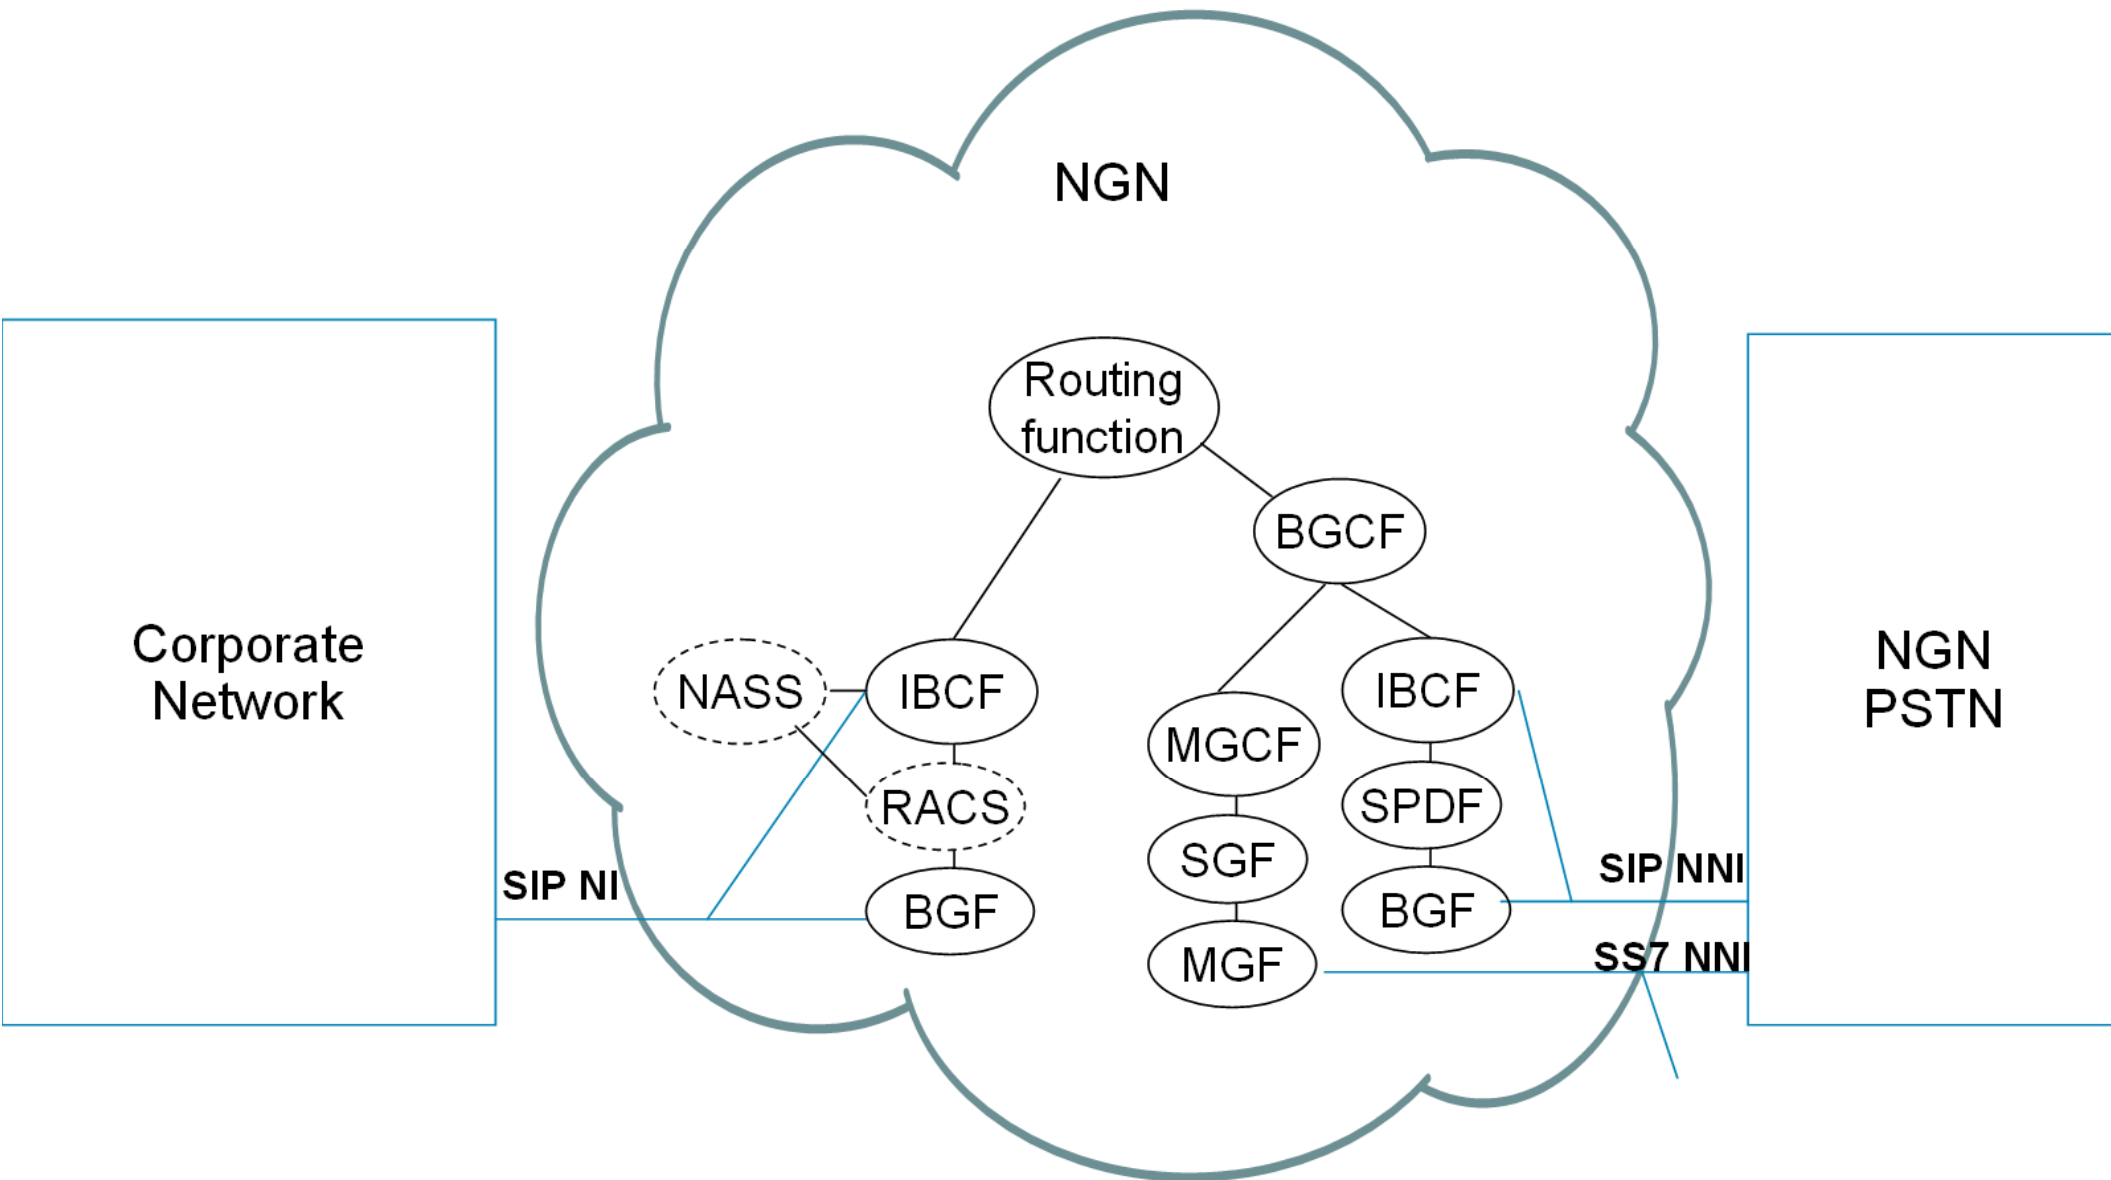 NGN
Routing
function
BGCF
Corporate
Network
NASS
IBCF
IBCF
NGN
PSTN
MGCF
RACS
SPDF
SGF
SIP NI
SIP NNI
BGF
BGF
MGF
SS7 NNI